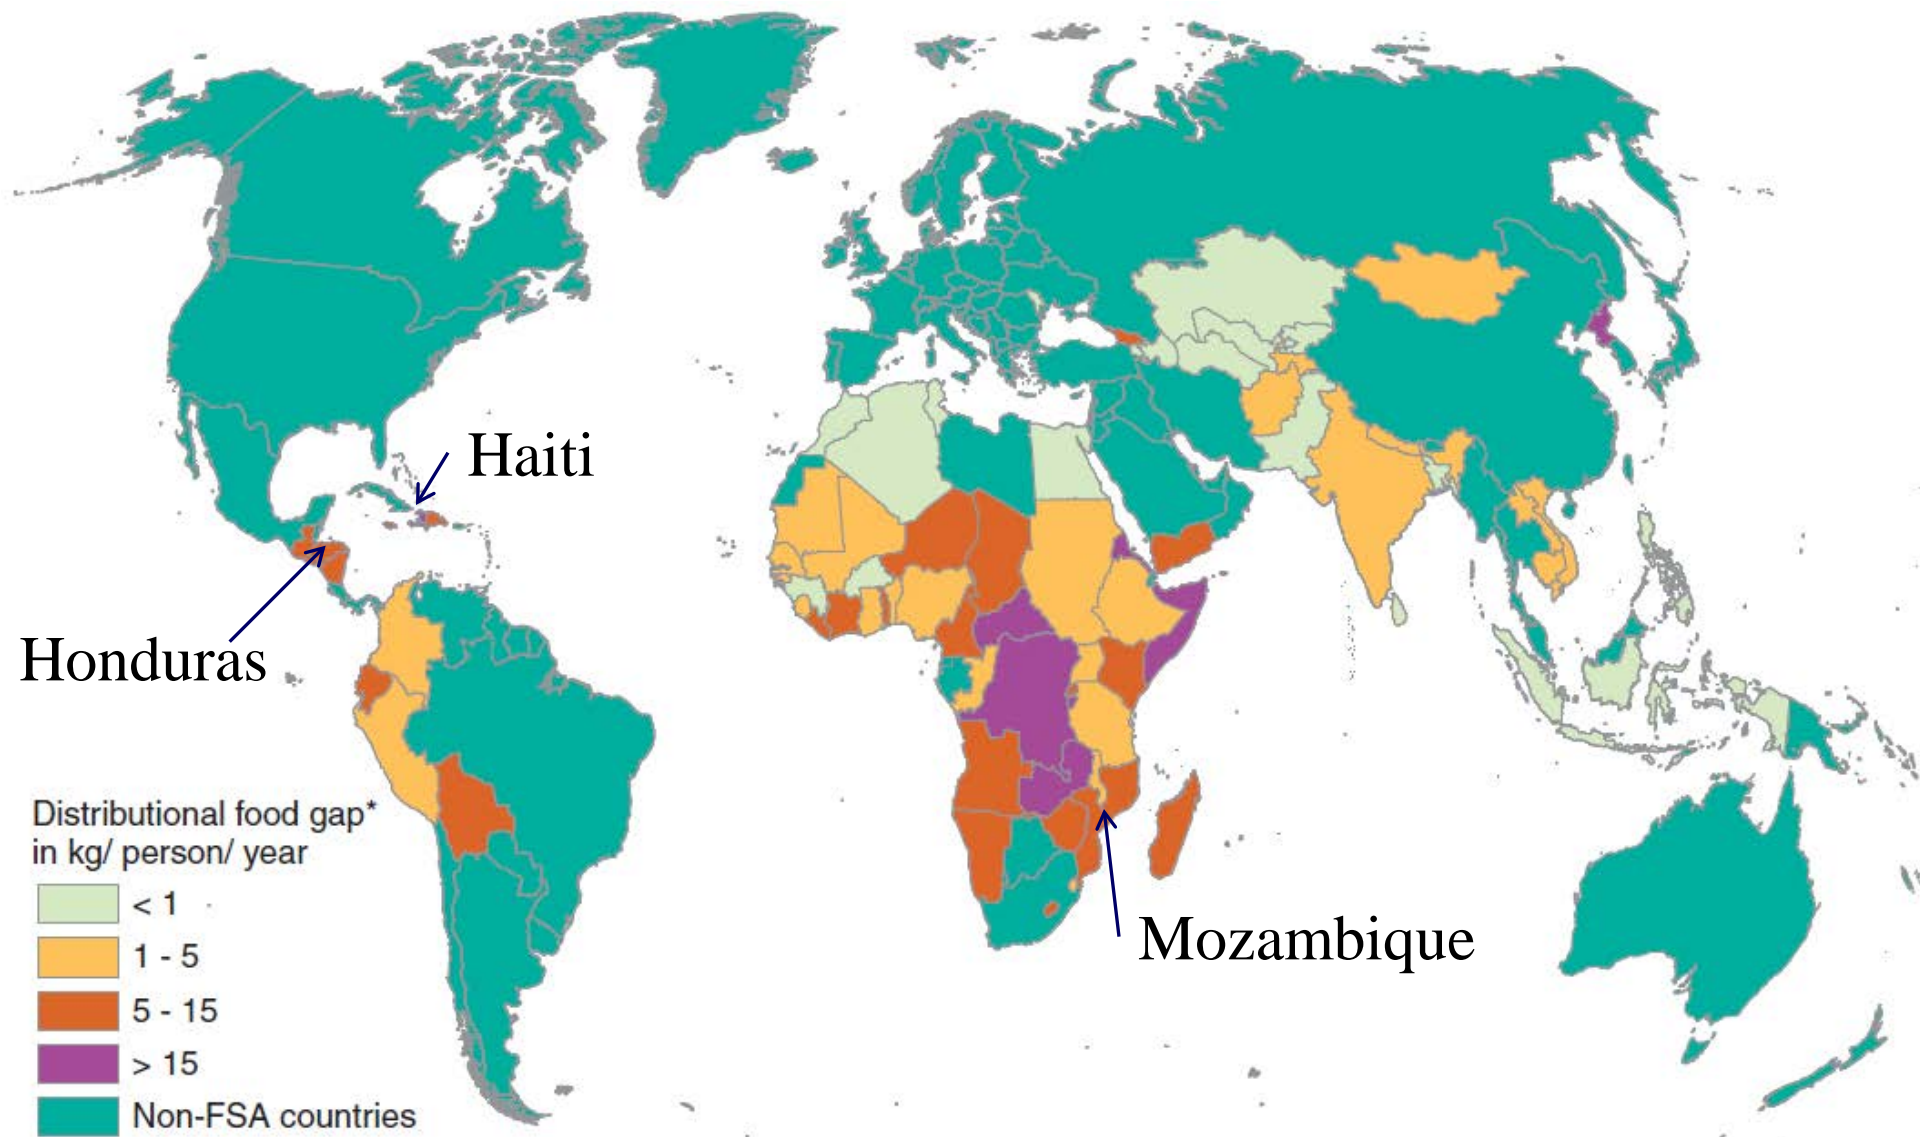 Haiti
Honduras
Mozambique
Distributional food gap*
in kg/ person/ year
< 1
1 - 5
5 - 15
> 15
Non-FSA countries